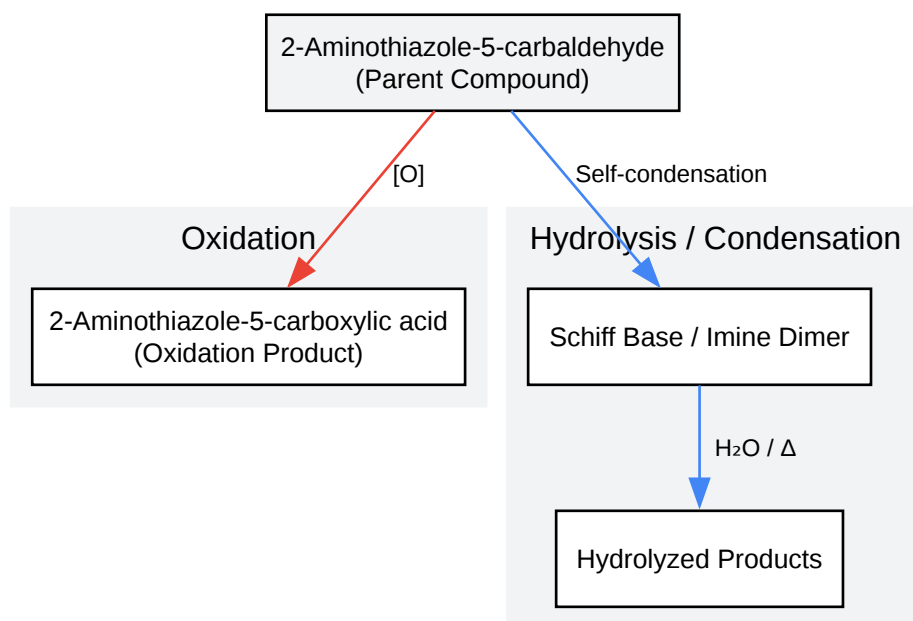 2-Aminothiazole-5-carbaldehyde
(Parent Compound)
[O]
Self-condensation
Oxidation
Hydrolysis / Condensation
2-Aminothiazole-5-carboxylic acid
(Oxidation Product)
Schiff Base / Imine Dimer
H₂O / Δ
Hydrolyzed Products